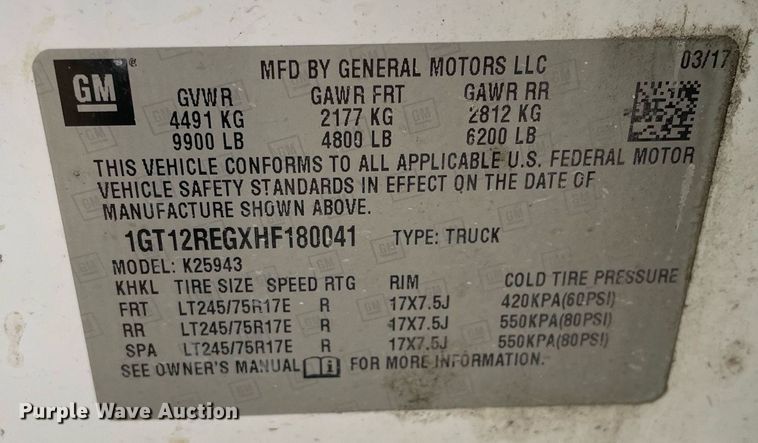 GM®
MFD BY GENERAL MOTORS LLC
03/17
GVWR GAWR FRT GAWR RR
4491 KG 2177 KG 2812 KG
9900 LB 4800 LB 6200 LB
THIS VEHICLE CONFORMS TO ALL APPLICABLE U.S. FEDERAL MOTOR
VEHICLE SAFETY STANDARDS IN EFFECT ON THE DATE OF
MANUFACTURE SHOWN ABOVE.
1GT12REGXHF180041 TYPE: TRUCK
MODEL: K25943
KHKL TIRE SIZE SPEED RTG RIM COLD TIRE PRESSURE
FRT LT245/75R17E R 17X7.5J 420KPA(60PSI)
RR LT245/75R17E R 17X7.5J 550KPA(80PSI)
SPA LT245/75R17E R 17X7.5J 550KPA(80PSI)
SEE OWNER'S MANUAL FOR MORE INFORMATION.
Purple Wave Auction